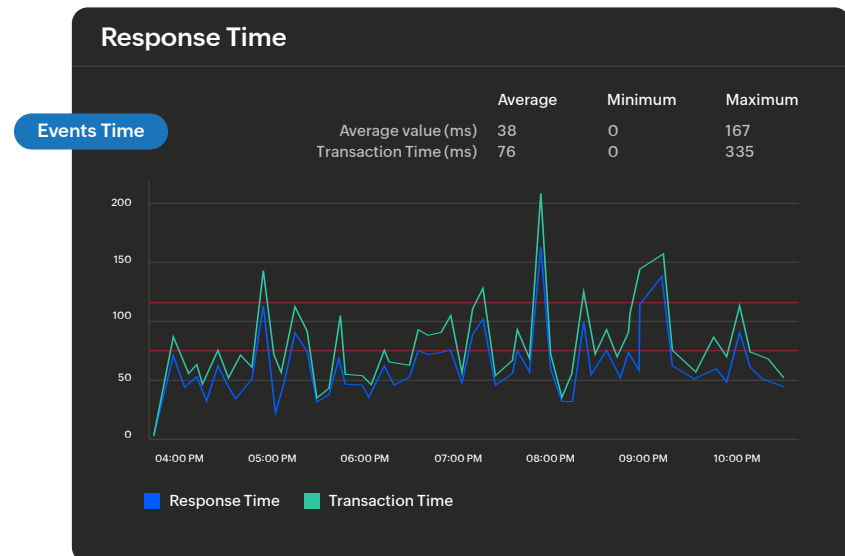 Response Time
Average Minimum Maximum
Events Time
Average value (ms) 38 0 167
Transaction Time (ms) 76 0 335
200
150
100
50
0
04:00 PM 05:00 PM 06:00 PM 07:00 PM 08:00 PM 09:00 PM 10:00 PM
Response Time Transaction Time